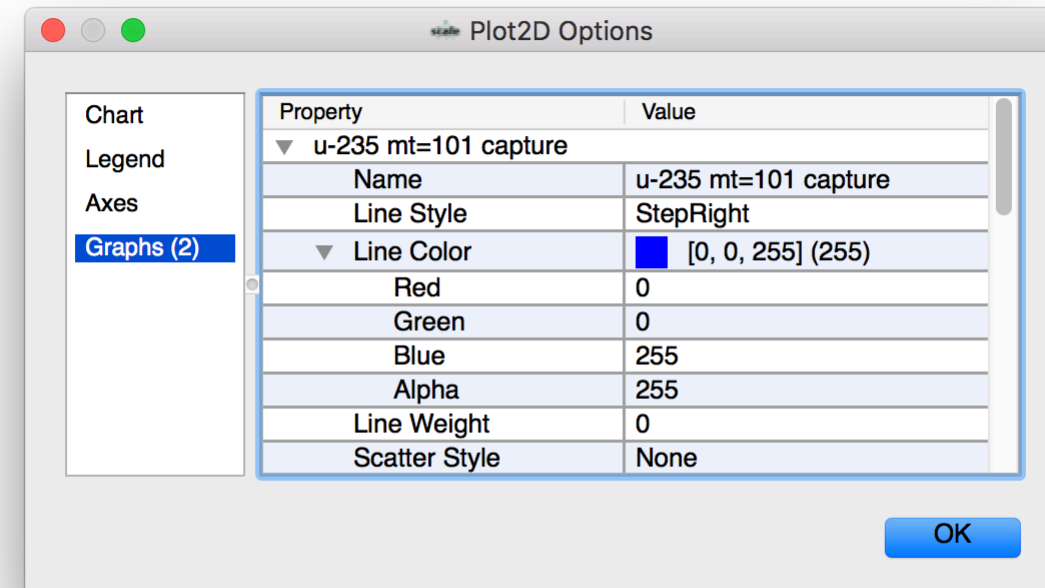 scale Plot2D Options
Chart
Legend
Axes
Graphs (2)
Property Value
u-235 mt=101 capture
Name u-235 mt=101 capture
Line Style StepRight
Line Color [0, 0, 255] (255)
Red 0
Green 0
Blue 255
Alpha 255
Line Weight 0
Scatter Style None
OK